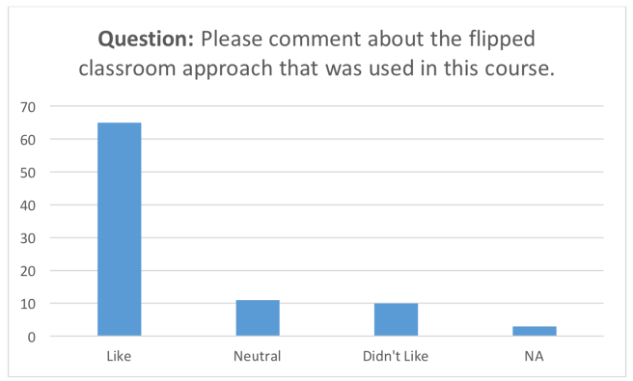 Question: Please comment about the flipped
classroom approach that was used in this course.
70
60
50
40
30
20
10
0
Like Neutral Didn't Like NA